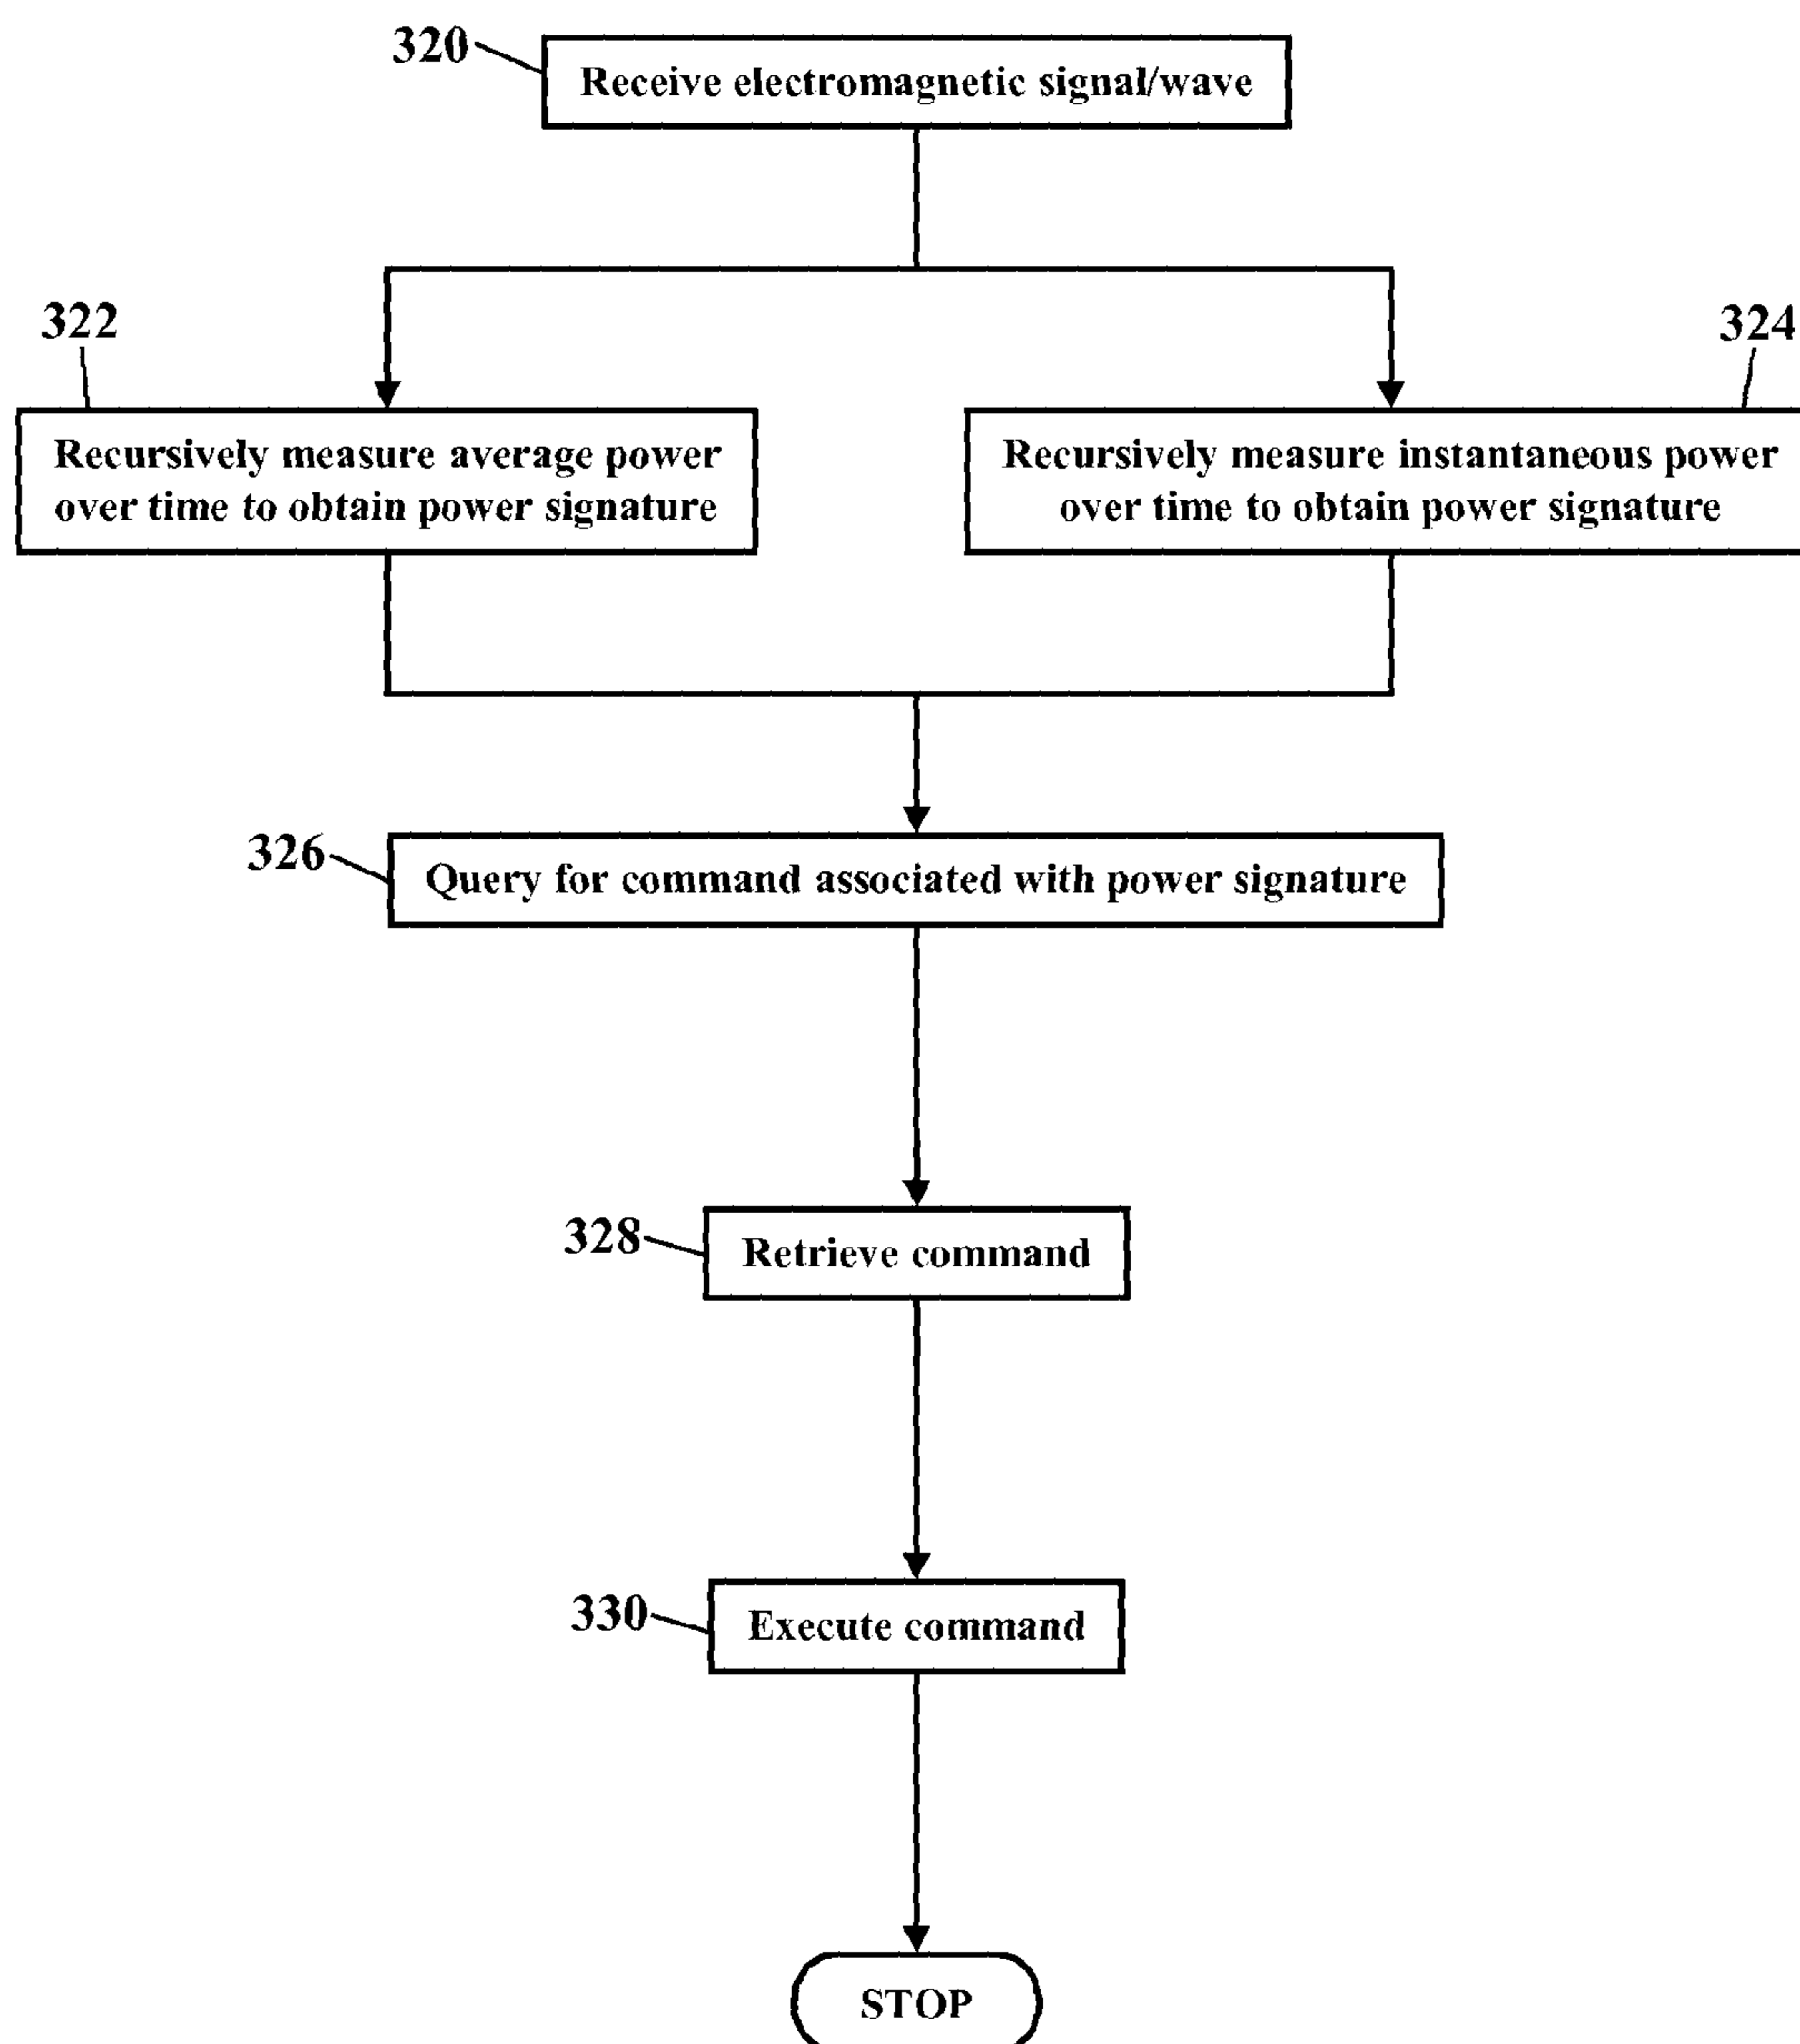 320
Receive electromagnetic signal/wave
322
324
Recursively measure average power
over time to obtain power signature
Recursively measure instantaneous power
over time to obtain power signature
326
Query for command associated with power signature
328
Retrieve command
330
Execute command
STOP